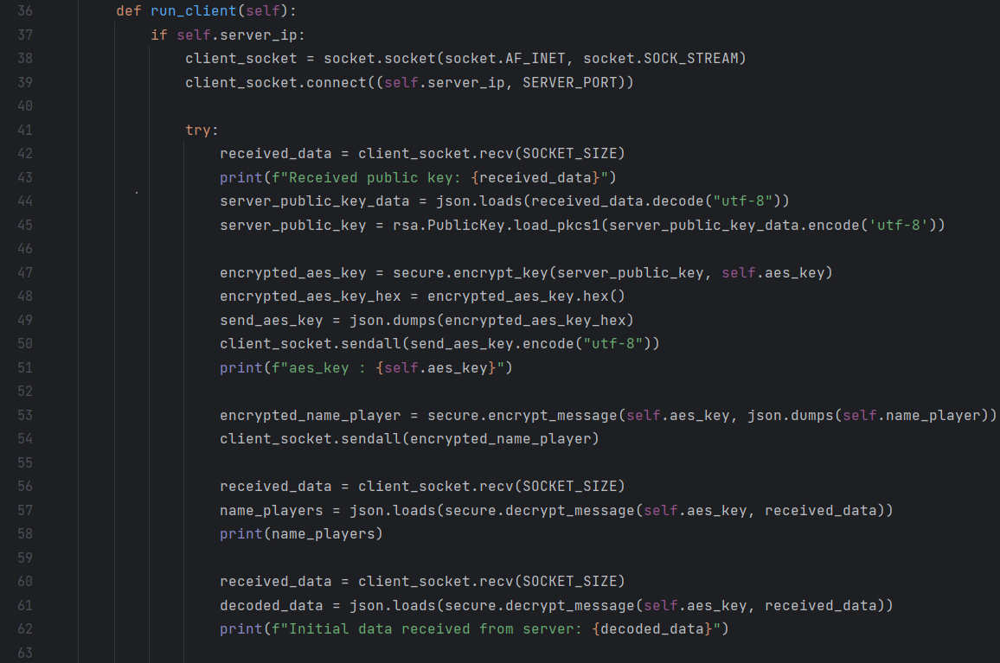 36 def run_client(self):
37 if self.server_ip:
38 client_socket = socket.socket(socket.AF_INET, socket.SOCK_STREAM)
39 client_socket.connect((self.server_ip, SERVER_PORT))
40
41 try:
42 received_data = client_socket.recv(SOCKET_SIZE)
43 print(f"Received public key: {received_data}")
44 server_public_key_data = json.loads(received_data.decode("utf-8"))
45 server_public_key = rsa.PublicKey.load_pkcs1(server_public_key_data.encode('utf-8'))
46
47 encrypted_aes_key = secure.encrypt_key(server_public_key, self.aes_key)
48 encrypted_aes_key_hex = encrypted_aes_key.hex()
49 send_aes_key = json.dumps(encrypted_aes_key_hex)
50 client_socket.sendall(send_aes_key.encode("utf-8"))
51 print(f"aes_key : {self.aes_key}")
52
53 encrypted_name_player = secure.encrypt_message(self.aes_key, json.dumps(self.name_player))
54 client_socket.sendall(encrypted_name_player)
55
56 received_data = client_socket.recv(SOCKET_SIZE)
57 name_players = json.loads(secure.decrypt_message(self.aes_key, received_data))
58 print(name_players)
59
60 received_data = client_socket.recv(SOCKET_SIZE)
61 decoded_data = json.loads(secure.decrypt_message(self.aes_key, received_data))
62 print(f"Initial data received from server: {decoded_data}")
63